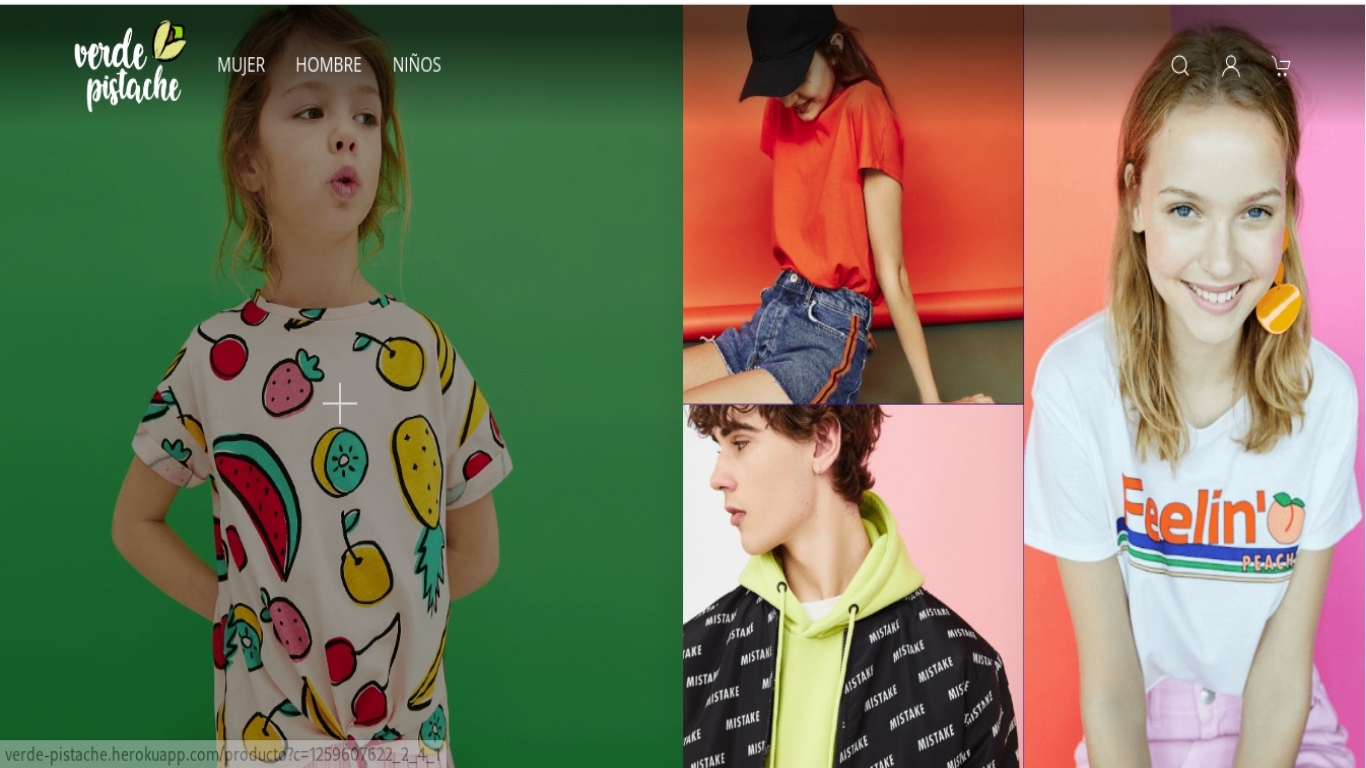 verde
pistache
MUJER HOMBRE NIÑOS
Feelin'
PEACH
MISTAKE MISTAKE
MISTAKE MISTAKE MISTAKE
MISTAKE MISTAKE
MISTAKE MISTAKE
MISTAKE MISTAKE
verde-pistache.herokuapp.com/producto?c=1259607622_2_4_1